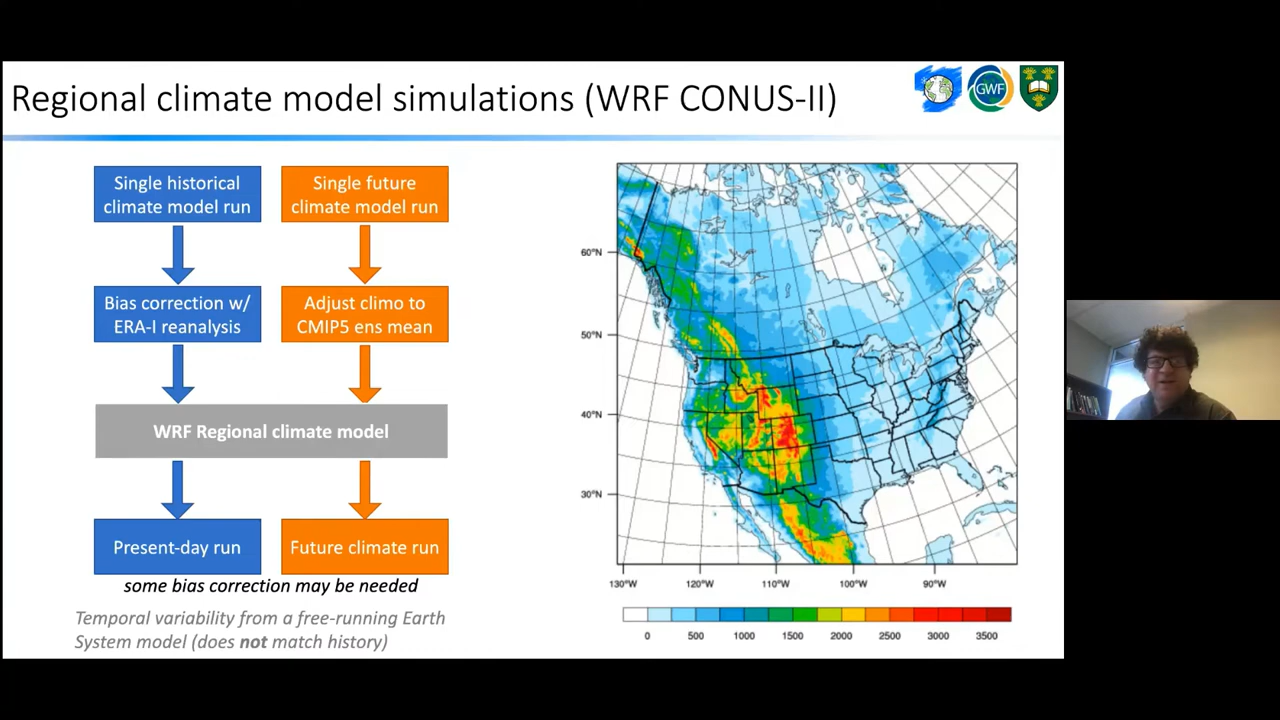 Regional climate model simulations (WRF CONUS-II)
GWF
Single historical
climate model run
Single future
climate model run
Bias correction w/
ERA-I reanalysis
Adjust climo to
CMIP5 ens mean
WRF Regional climate model
Present-day run
Future climate run
some bias correction may be needed
Temporal variability from a free-running Earth
System model (does not match history)
60°N
50°N
40°N
30°N
130°W 120°W 110°W 100°W 90°W
0 500 1000 1500 2000 2500 3000 3500